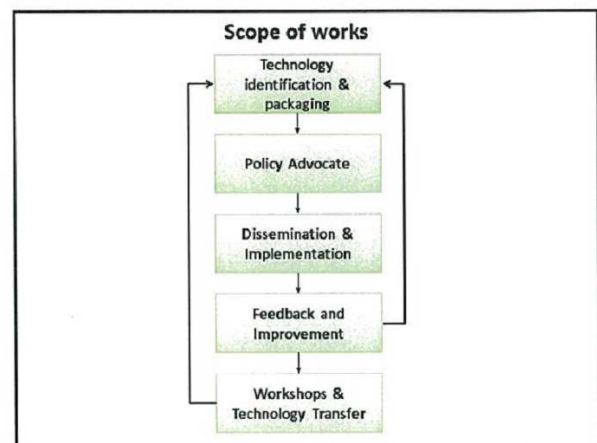 Scope of works
Technology
identification &
packaging
Policy Advocate
Dissemination &
Implementation
Feedback and
Improvement
Workshops &
Technology Transfer